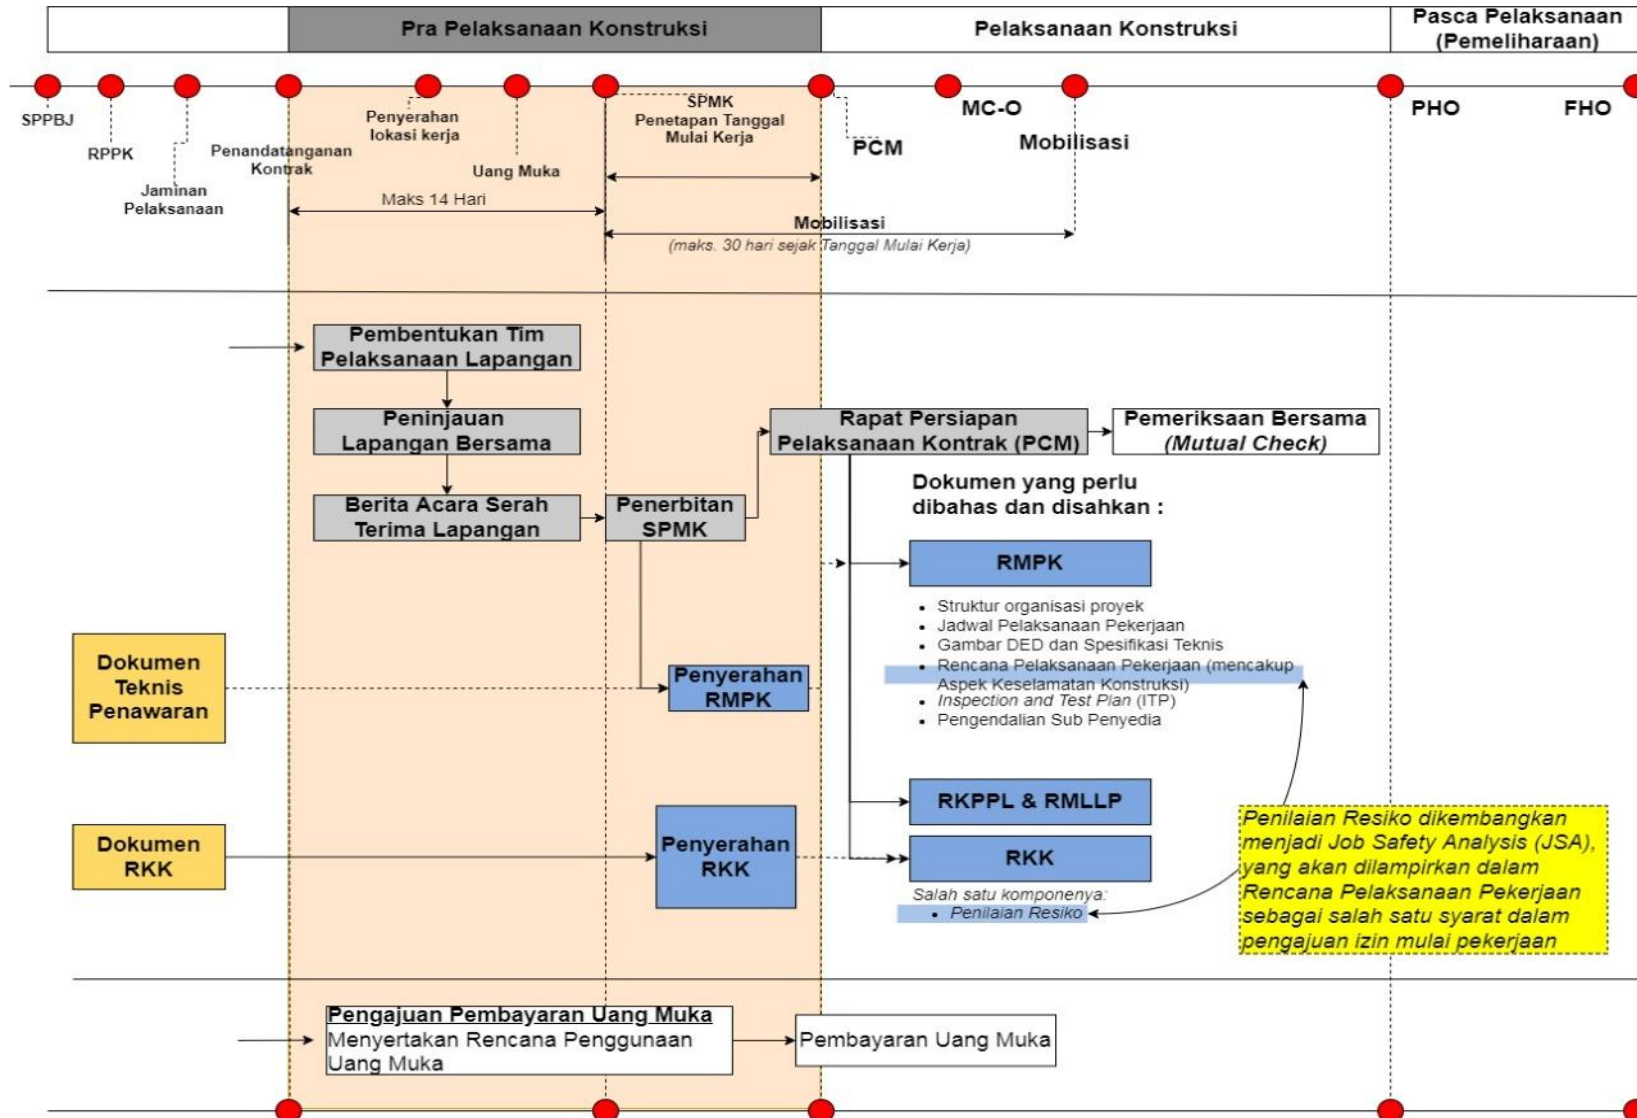 Pra Pelaksanaan Konstruksi
Pelaksanaan Konstruksi
Pasca Pelaksanaan
(Pemeliharaan)
SPPBJ
RPPK
Jaminan
Pelaksanaan
Penandatanganan
Kontrak
Penyerahan
lokasi kerja
Uang Muka
SPMK
Penetapan Tanggal
Mulai Kerja
PCM
MC-O
Mobilisasi
PHO
FHO
Maks 14 Hari
Mobilisasi
(maks. 30 hari sejak Tanggal Mulai Kerja)
Pembentukan Tim
Pelaksanaan Lapangan
Peninjauan
Lapangan Bersama
Berita Acara Serah
Terima Lapangan
Penerbitan
SPMK
Rapat Persiapan
Pelaksanaan Kontrak (PCM)
Pemeriksaan Bersama
(Mutual Check)
Dokumen yang perlu
dibahas dan disahkan :
RMPK
• Struktur organisasi proyek
• Jadwal Pelaksanaan Pekerjaan
• Gambar DED dan Spesifikasi Teknis
• Rencana Pelaksanaan Pekerjaan (mencakup
Aspek Keselamatan Konstruksi)
• Inspection and Test Plan (ITP)
• Pengendalian Sub Penyedia
Dokumen
Teknis
Penawaran
Penyerahan
RMPK
RKPPL & RMLLP
Dokumen
RKK
Penyerahan
RKK
RKK
Salah satu komponenya:
• Penilaian Resiko
Penilaian Resiko dikembangkan
menjadi Job Safety Analysis (JSA),
yang akan dilampirkan dalam
Rencana Pelaksanaan Pekerjaan
sebagai salah satu syarat dalam
pengajuan izin mulai pekerjaan
Pengajuan Pembayaran Uang Muka
Menyertakan Rencana Penggunaan
Uang Muka
Pembayaran Uang Muka